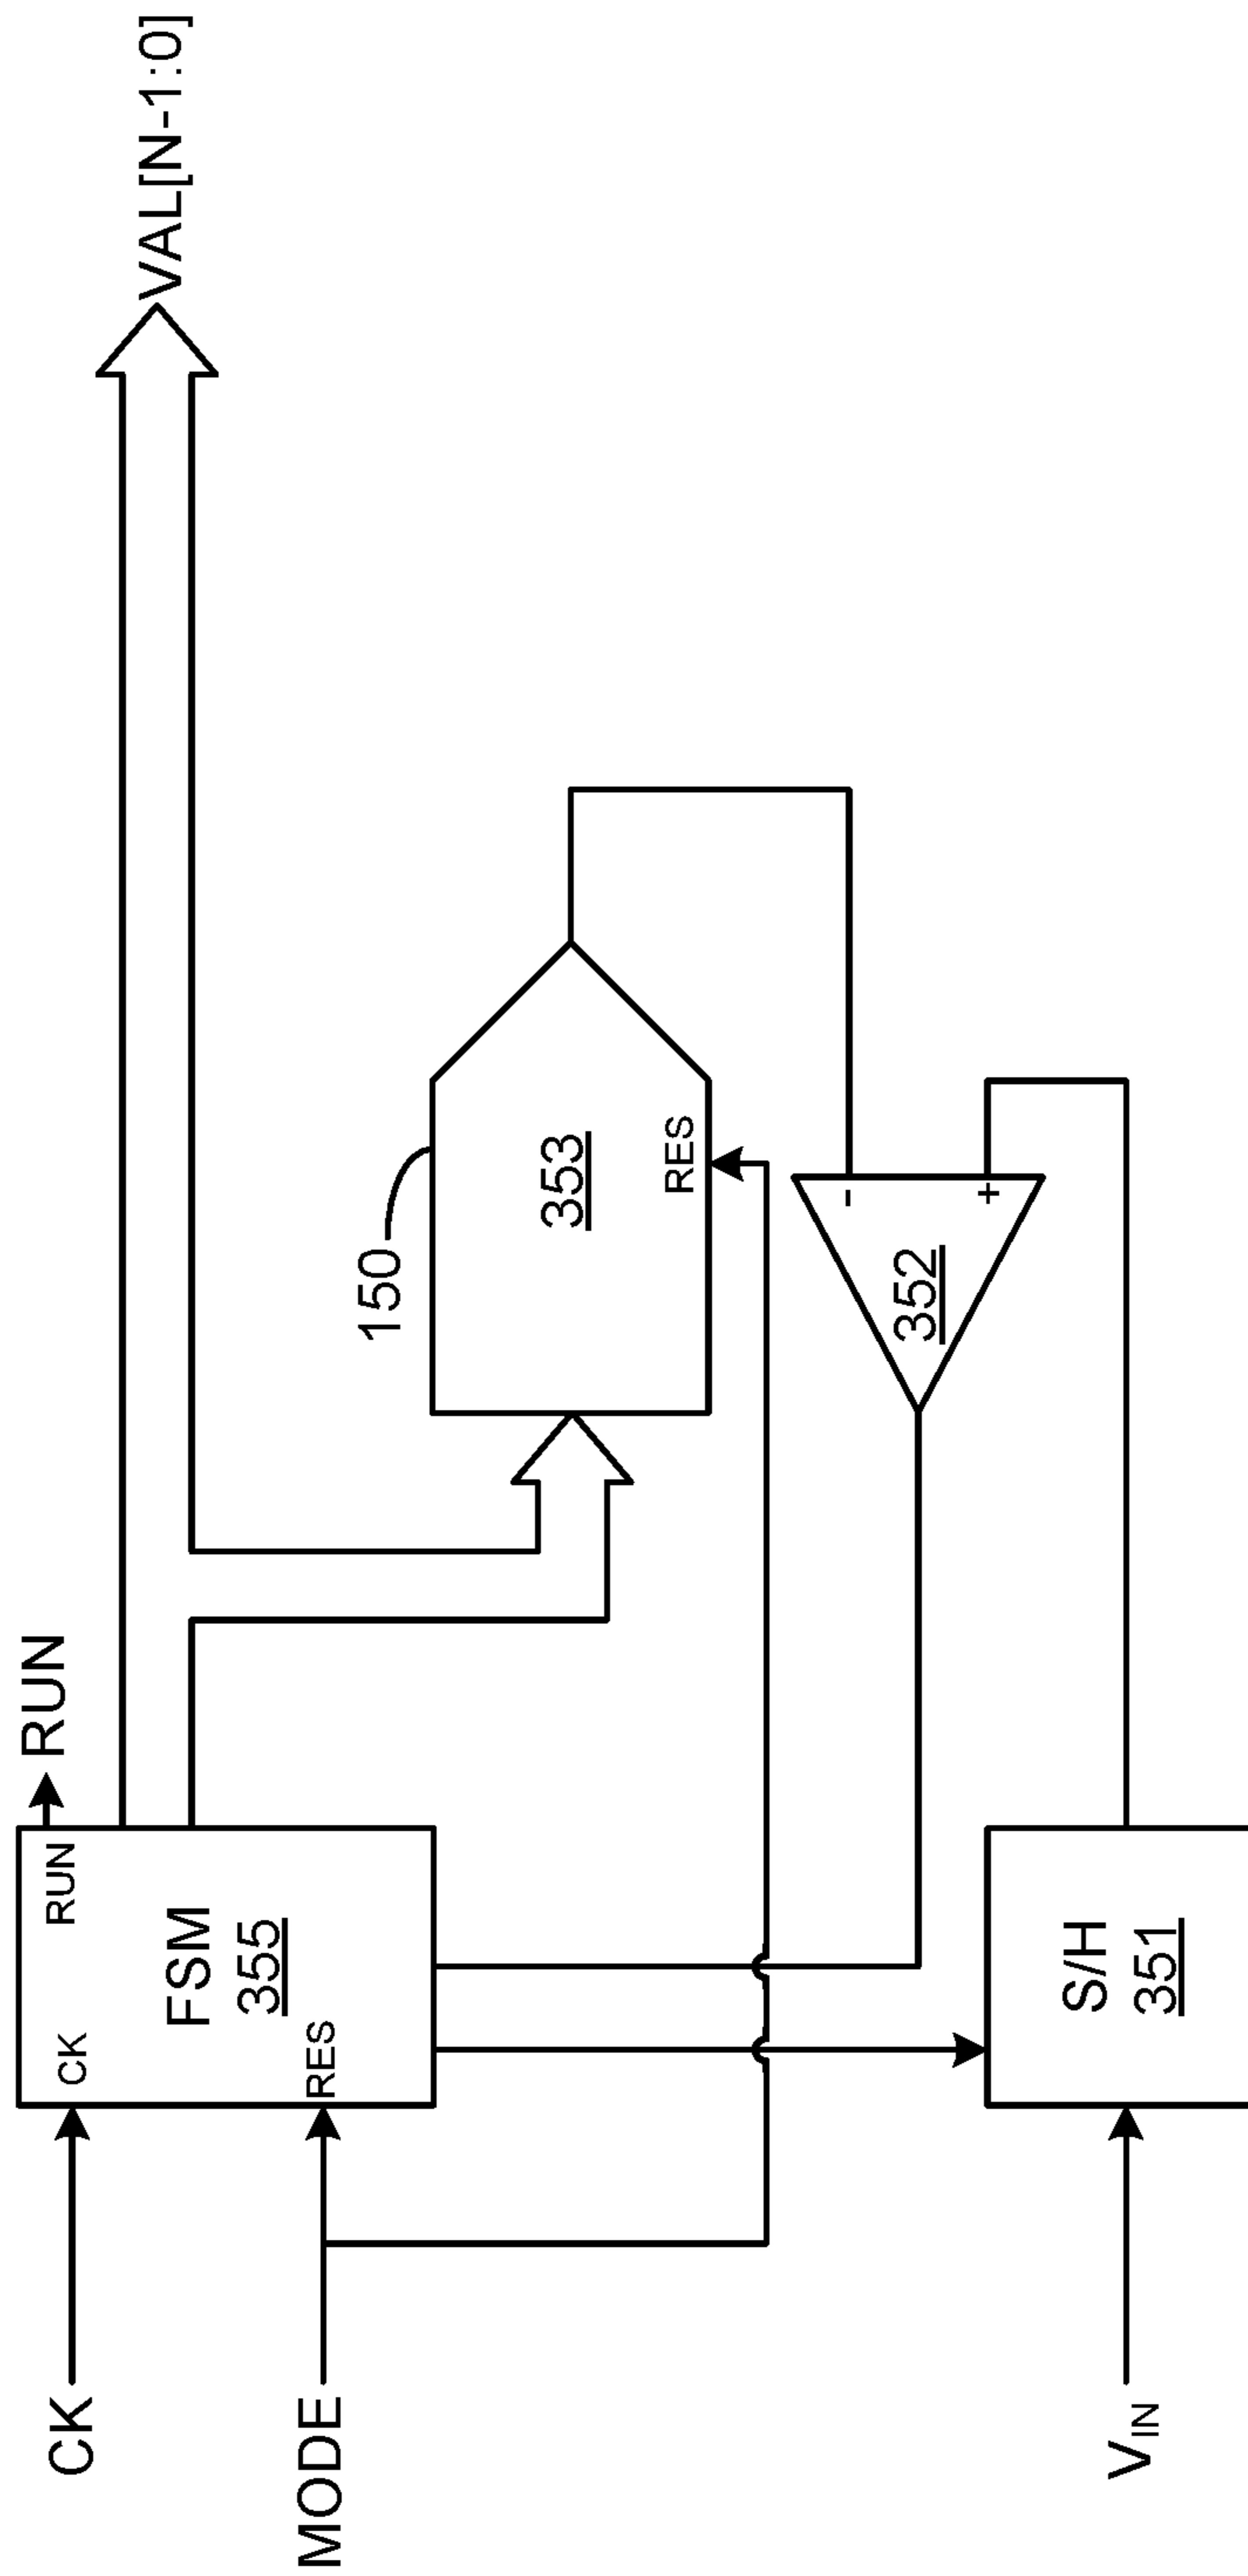 CK
CK
RUN
RUN
VAL[N-1:0]
FSM
355
MODE
RES
150
353
RES
352
-
+
V_IN
S/H
351